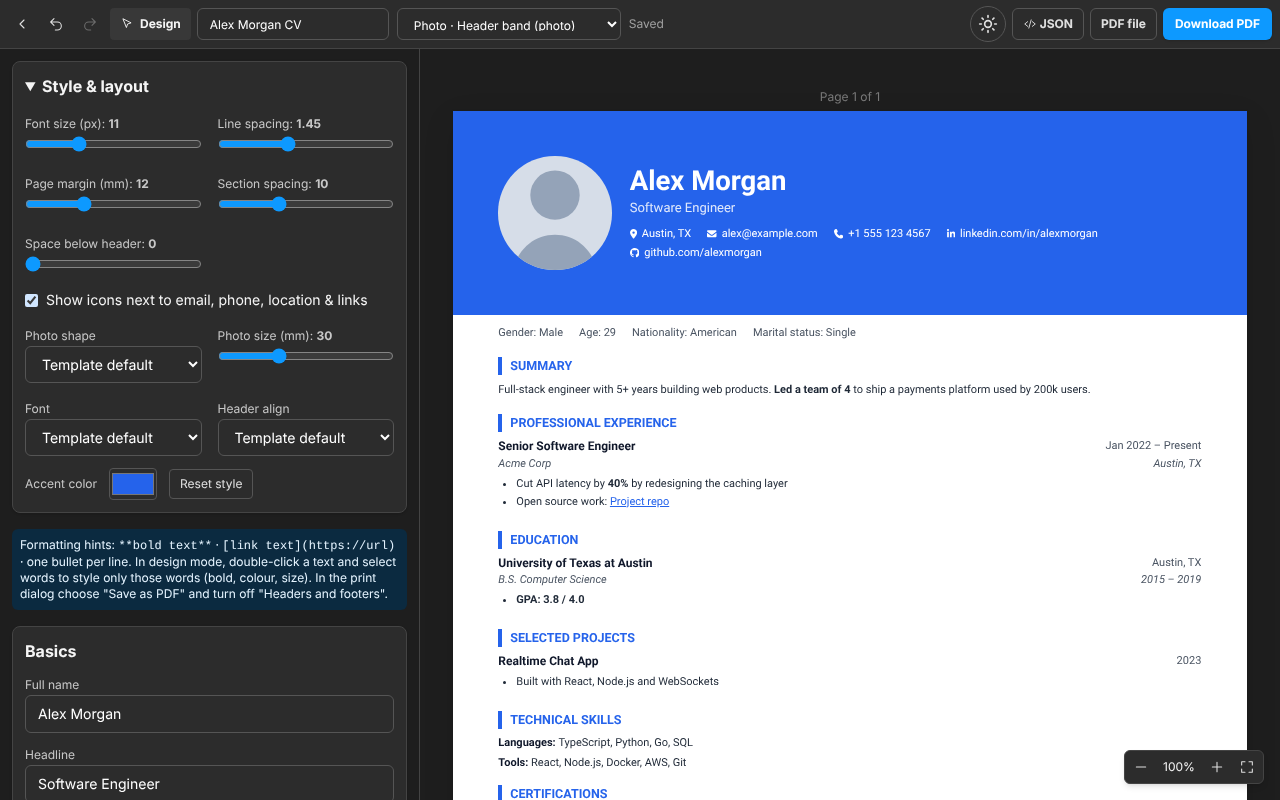 Design
Alex Morgan CV
Photo · Header band (photo)
Saved
JSON
PDF file
Download PDF
Style & layout
Font size (px): 11
Line spacing: 1.45
Page margin (mm): 12
Section spacing: 10
Space below header: 0
Show icons next to email, phone, location & links
Photo shape
Photo size (mm): 30
Template default
Font
Header align
Template default
Template default
Accent color
Reset style
Formatting hints: **bold text** · [link text](https://url)
· one bullet per line. In design mode, double-click a text and select
words to style only those words (bold, colour, size). In the print
dialog choose "Save as PDF" and turn off "Headers and footers".
Basics
Full name
Alex Morgan
Headline
Software Engineer
Page 1 of 1
Alex Morgan
Software Engineer
Austin, TX alex@example.com +1 555 123 4567 linkedin.com/in/alexmorgan
github.com/alexmorgan
Gender: Male Age: 29 Nationality: American Marital status: Single
SUMMARY
Full-stack engineer with 5+ years building web products. Led a team of 4 to ship a payments platform used by 200k users.
PROFESSIONAL EXPERIENCE
Senior Software Engineer Jan 2022 – Present
Acme Corp Austin, TX
• Cut API latency by 40% by redesigning the caching layer
• Open source work: Project repo
EDUCATION
University of Texas at Austin Austin, TX
B.S. Computer Science 2015 – 2019
• GPA: 3.8 / 4.0
SELECTED PROJECTS
Realtime Chat App 2023
• Built with React, Node.js and WebSockets
TECHNICAL SKILLS
Languages: TypeScript, Python, Go, SQL
Tools: React, Node.js, Docker, AWS, Git
CERTIFICATIONS
100%